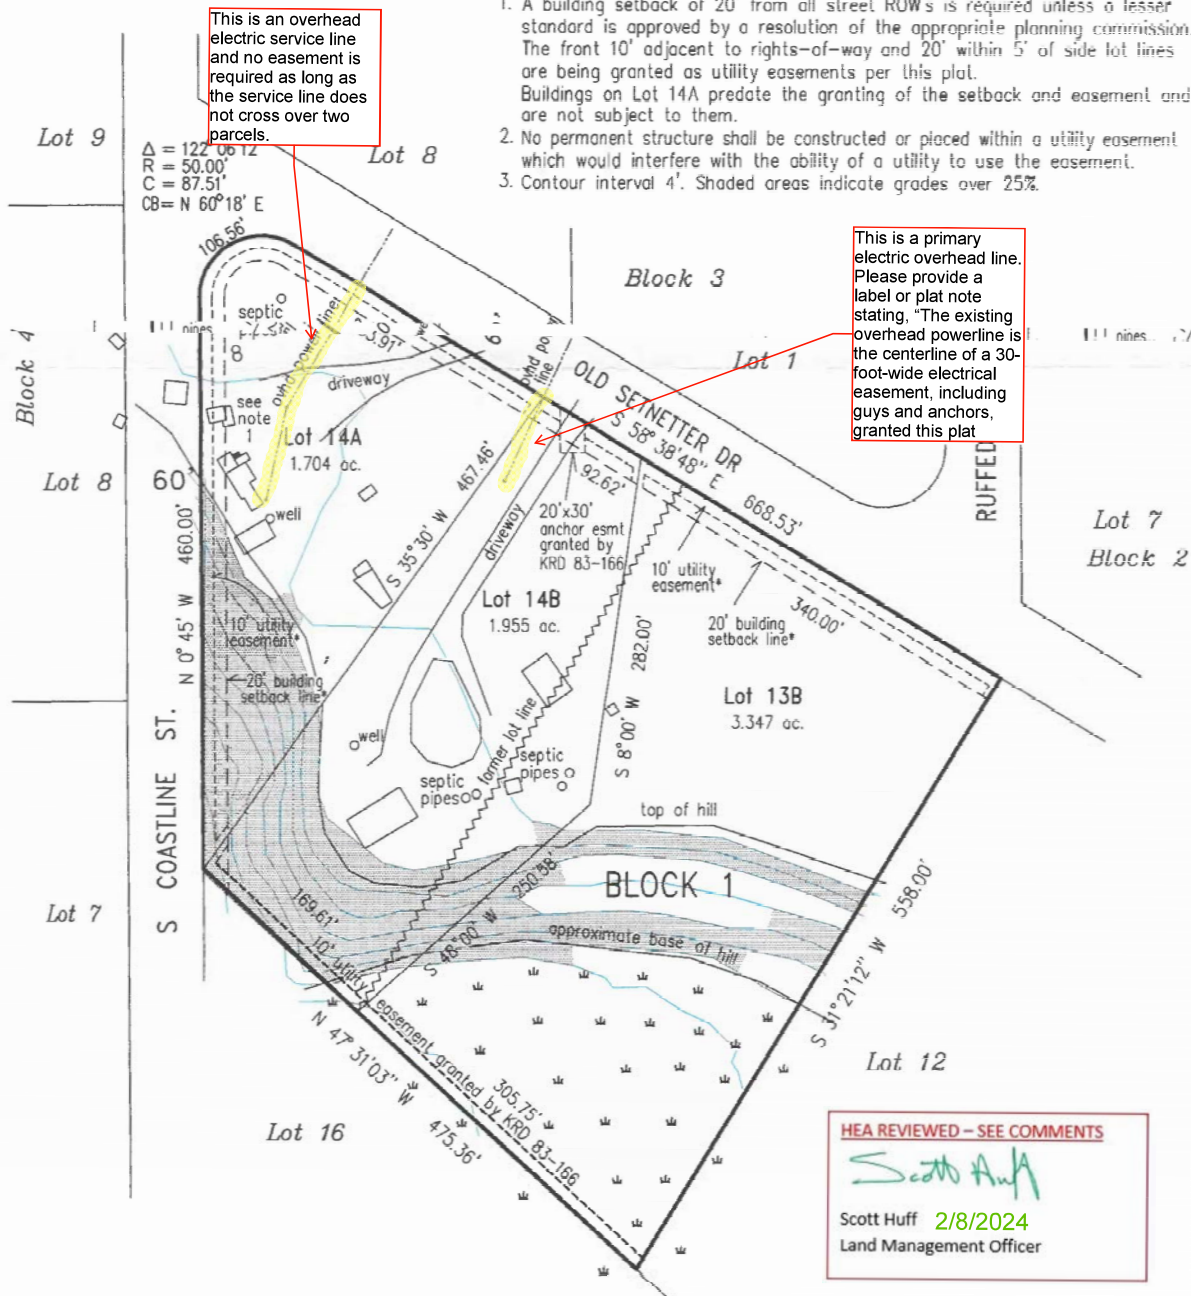 1. A building setback of 20' from all street ROW's is required unless a lesser
standard is approved by a resolution of the appropriate planning commission
The front 10' adjacent to rights-of-way and 20' within 5' of side lot lines
are being granted as utility easements per this plat.
Buildings on Lot 14A predate the granting of the setback and easement and
are not subject to them.
2. No permanent structure shall be constructed or placed within a utility easement
which would interfere with the ability of a utility to use the easement.
3. Contour interval 4'. Shaded areas indicate grades over 25%.
This is an overhead
electric service line
and no easement is
required as long as
the service line does
not cross over two
parcels.
Lot 9
Δ = 122°06'12
R = 50.00'
C = 87.51'
CB= N 60°18' E
Lot 8
106.56'
This is a primary
electric overhead line.
Please provide a
label or plat note
stating, “The existing
overhead powerline is
the centerline of a 30-
foot-wide electrical
easement, including
guys and anchors,
granted this plat
Block 3
Lot 1
Block 4
nines
septic
ovhd power line
driveway
ovhd po
line
OLD SETNETTER DR
S 58° 38'48" E
668.53'
see
note
1
Lot 14A
1.704 ac.
467.46'
S 35°30' W
92.62'
RUFFED
Lot 8
60'
well
driveway
20'x30'
anchor esmt
granted by
KRD 83-166
Lot 7
Block 2
460.00'
N 0°45' W
10' utility
easement*
340.00'
Lot 14B
1.955 ac.
20' building
setback line*
10' utility
easement*
282.00'
S 8°00' W
20' building
setback line*
Lot 13B
3.347 ac.
S COASTLINE ST.
well
former lot line
septic
pipes
septic
pipes
top of hill
BLOCK 1
250.58'
S 48°00' W
558.00'
S 31°21'12" W
Lot 7
169.61'
approximate base of hill
10' utility easement granted by KRD 83-166
N 47°31'03" W
475.36'
305.75'
Lot 12
Lot 16
HEA REVIEWED – SEE COMMENTS
Scott Huff
Scott Huff 2/8/2024
Land Management Officer